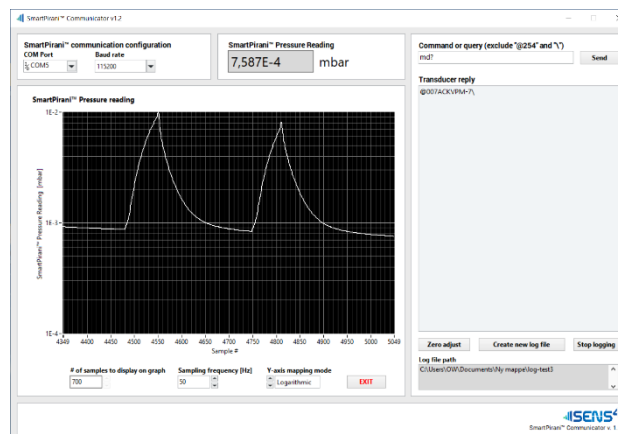 SmartPirani™ Communicator v1.2
SmartPirani™ communication configuration
COM Port
Baud rate
COM5
115200
SmartPirani™ Pressure Reading
7,587E-4 mbar
Command or query (exclude "@254" and "\")
md?
Send
Transducer reply
@007ACKVPM-7\
SmartPirani™ Pressure reading
SmartPirani™ Pressure Reading [mbar]
1E-2
1E-3
1E-4
4349 4400 4450 4500 4550 4600 4650 4700 4750 4800 4850 4900 4950 5049
Sample #
# of samples to display on graph
700
Sampling frequency [Hz]
50
Y-axis mapping mode
Logarithmic
EXIT
Zero adjust
Create new log file
Stop logging
Log file path
C:\Users\OW\Documents\Ny mappe\log-test3
SENS4
SmartPirani™ Communicator v. 1